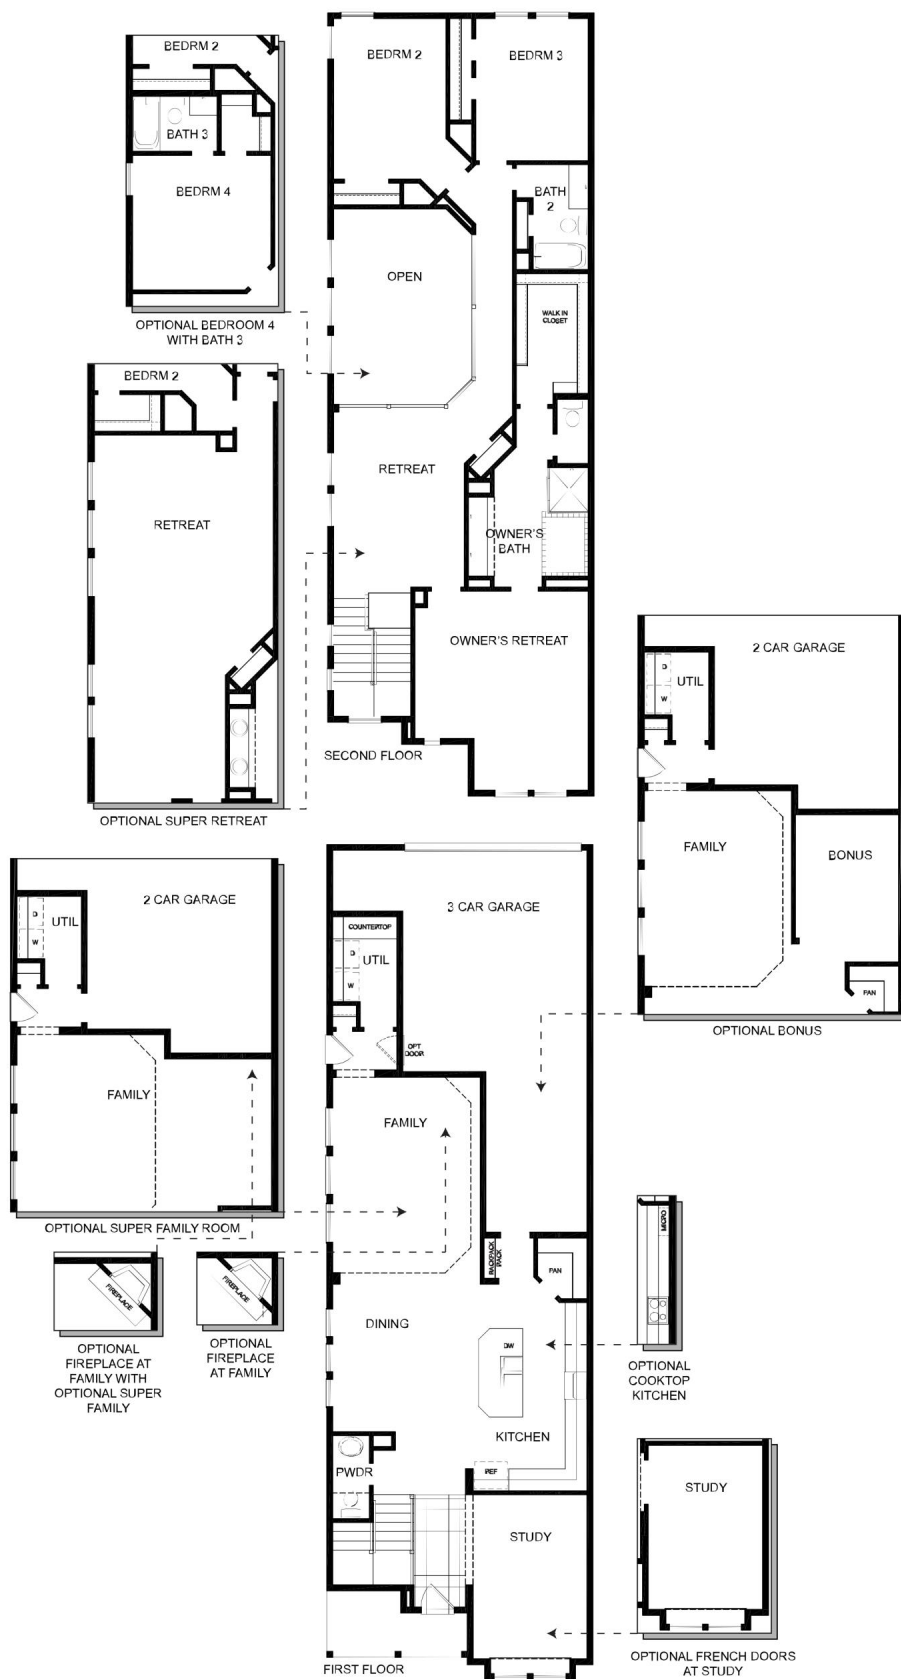 BEDRM 2
BATH 3
BEDRM 4
OPTIONAL BEDROOM 4
WITH BATH 3
BEDRM 2
RETREAT
OPTIONAL SUPER RETREAT
BEDRM 2
BEDRM 3
BATH
2
OPEN
WALK IN
CLOSET
RETREAT
OWNER'S
BATH
OWNER'S RETREAT
SECOND FLOOR
2 CAR GARAGE
D
UTIL
W
FAMILY
BONUS
PAN
OPTIONAL BONUS
2 CAR GARAGE
D
UTIL
W
FAMILY
OPTIONAL SUPER FAMILY ROOM
FIREPLACE
OPTIONAL
FIREPLACE AT
FAMILY WITH
OPTIONAL SUPER
FAMILY
FIREPLACE
OPTIONAL
FIREPLACE
AT FAMILY
3 CAR GARAGE
COUNTERTOP
D
UTIL
W
OPT
DOOR
FAMILY
BACKPACK
RACK
PAN
DINING
DW
KITCHEN
REF
PWDR
STUDY
FIRST FLOOR
MICRO
OPTIONAL
COOKTOP
KITCHEN
STUDY
OPTIONAL FRENCH DOORS
AT STUDY